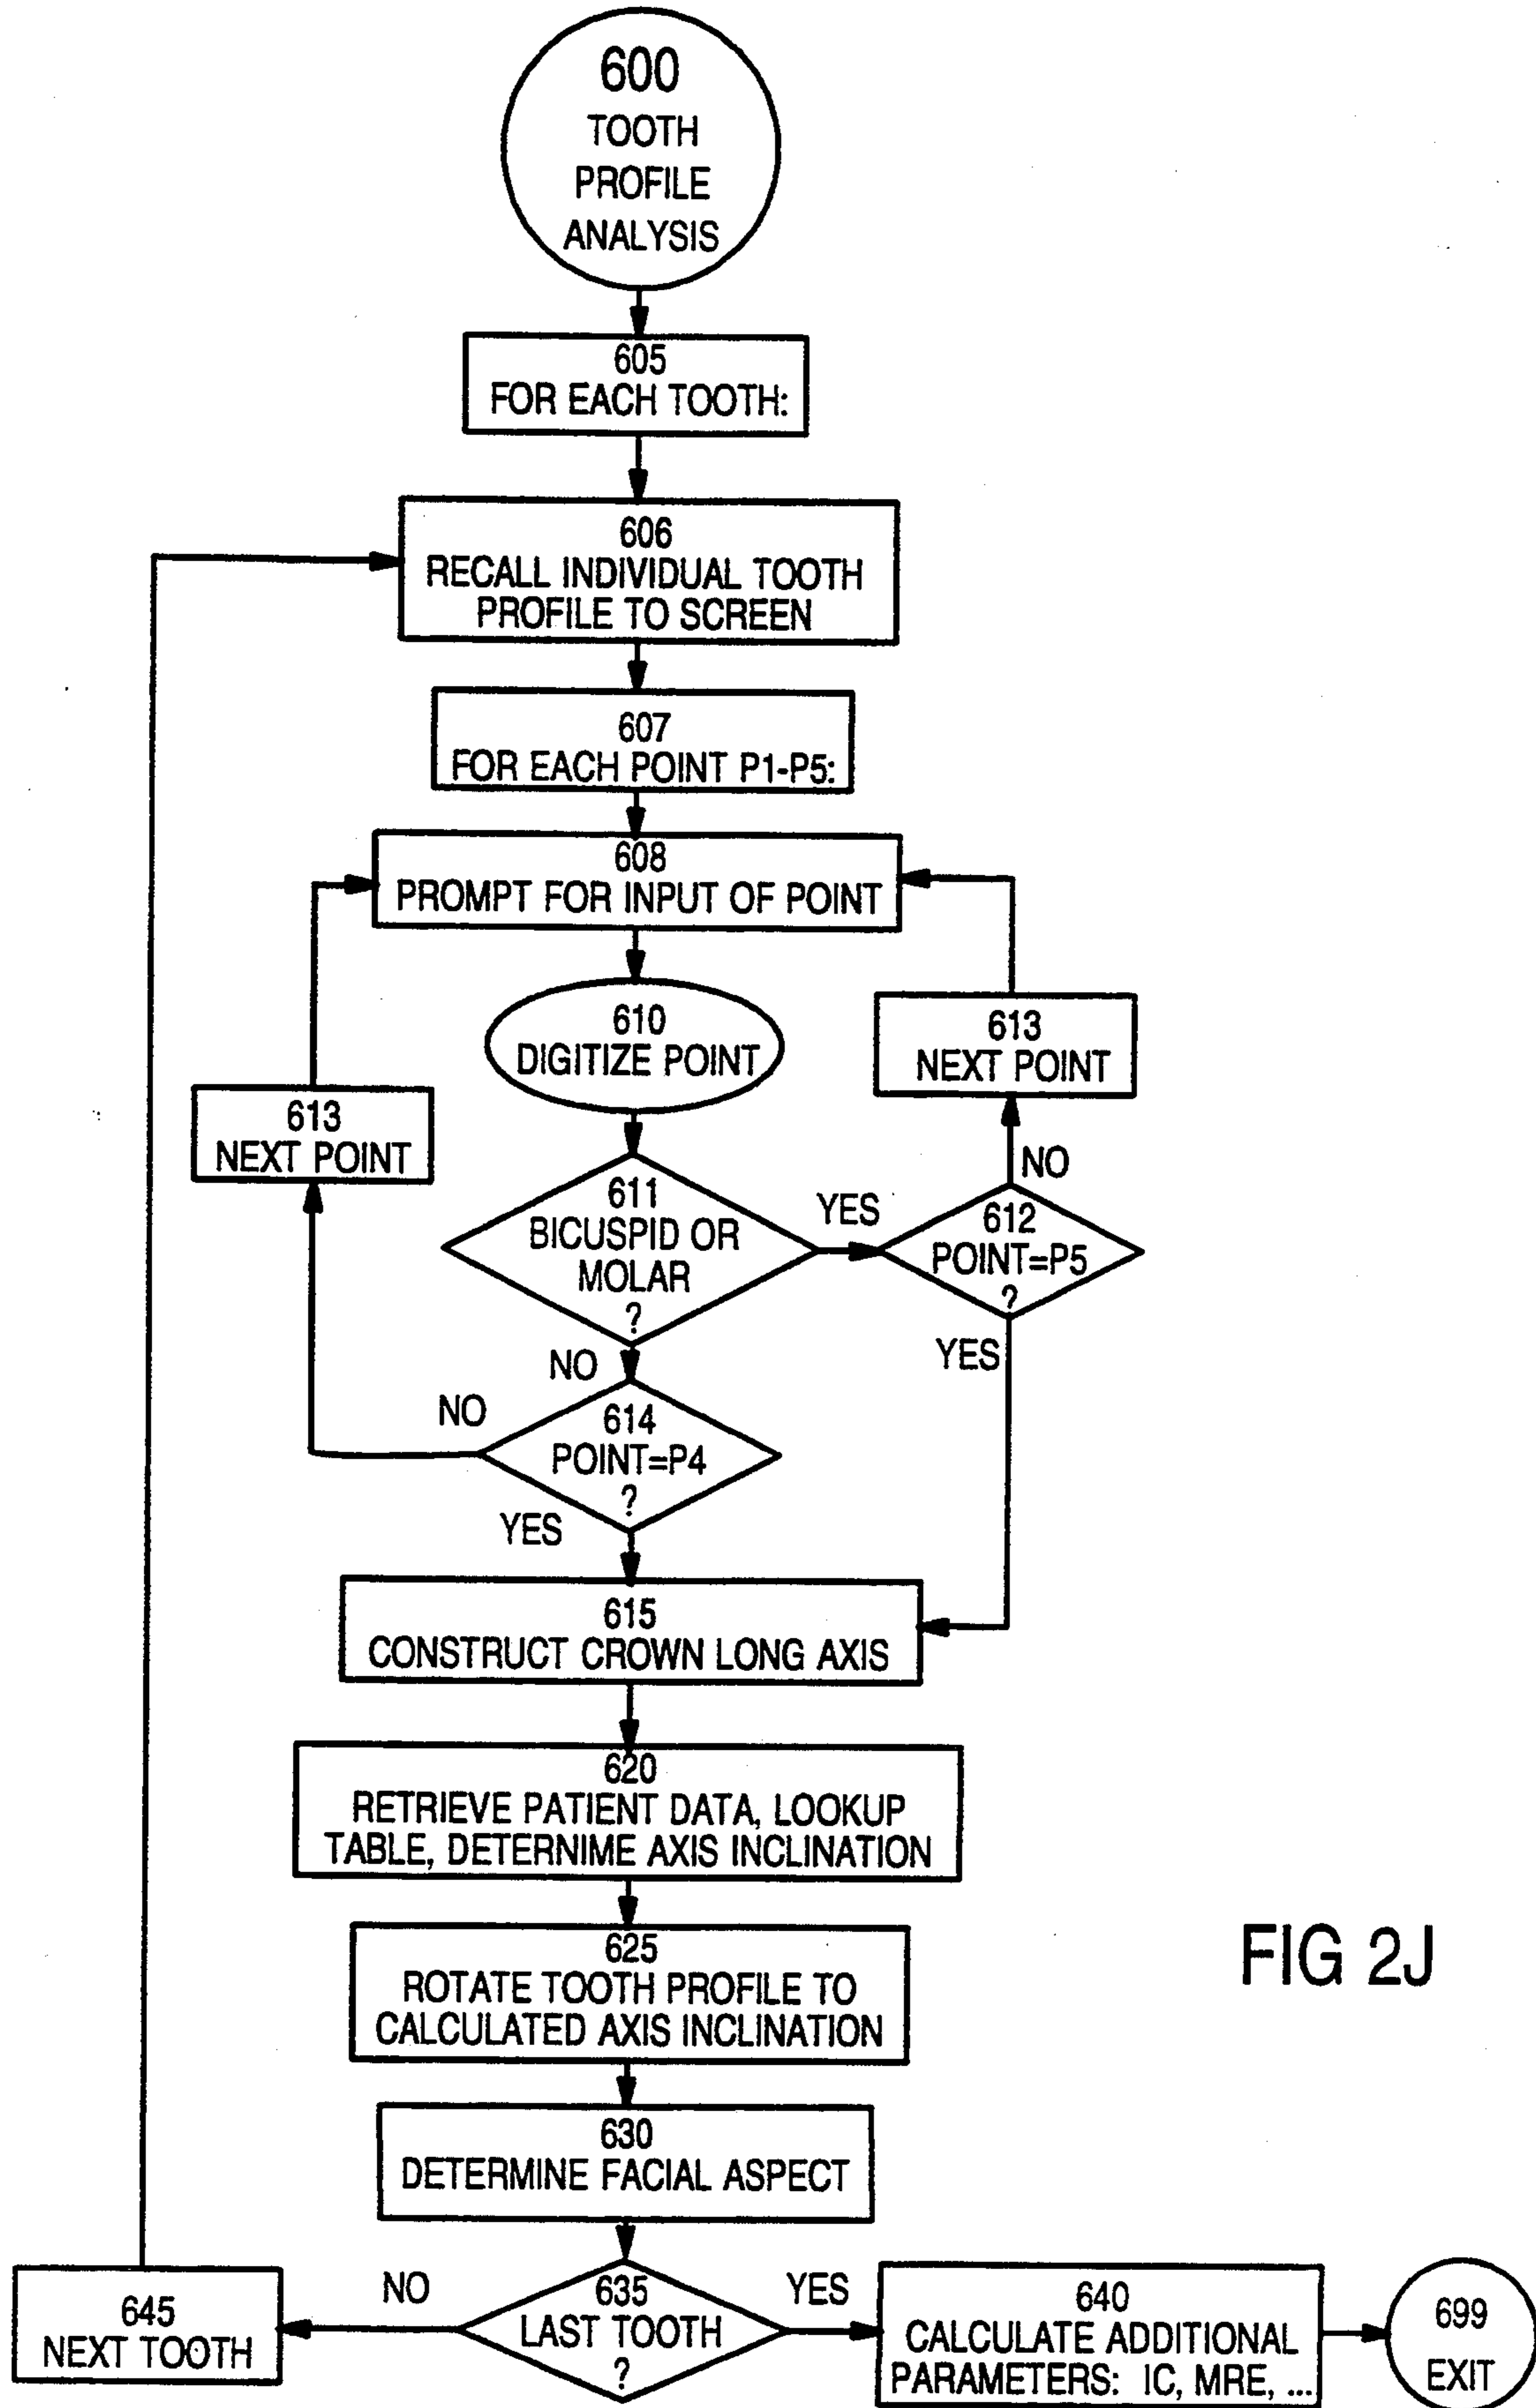 600
TOOTH
PROFILE
ANALYSIS
605
FOR EACH TOOTH:
606
RECALL INDIVIDUAL TOOTH
PROFILE TO SCREEN
607
FOR EACH POINT P1-P5:
608
PROMPT FOR INPUT OF POINT
610
DIGITIZE POINT
613
NEXT POINT
613
NEXT POINT
611
BICUSPID OR
MOLAR
?
YES
NO
612
POINT=P5
?
NO
YES
614
POINT=P4
?
NO
YES
615
CONSTRUCT CROWN LONG AXIS
620
RETRIEVE PATIENT DATA, LOOKUP
TABLE, DETERNIME AXIS INCLINATION
625
ROTATE TOOTH PROFILE TO
CALCULATED AXIS INCLINATION
FIG 2J
630
DETERMINE FACIAL ASPECT
635
LAST TOOTH
?
NO
YES
645
NEXT TOOTH
640
CALCULATE ADDITIONAL
PARAMETERS: IC, MRE, ...
699
EXIT